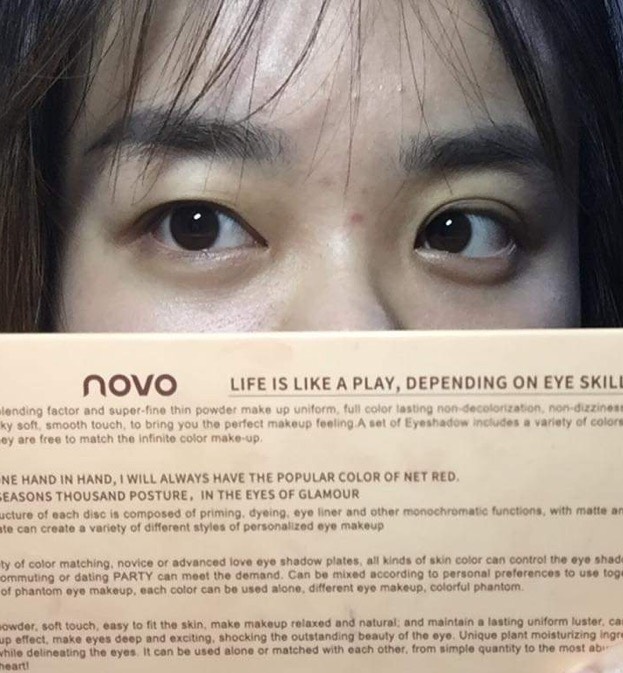 novo
LIFE IS LIKE A PLAY, DEPENDING ON EYE SKILL
lending factor and super-fine thin powder make up uniform, full color lasting non-decolorization, non-dizzines
ky soft, smooth touch, to bring you the perfect makeup feeling.A set of Eyeshadow includes a variety of colors
ey are free to match the infinite color make-up.
NE HAND IN HAND, I WILL ALWAYS HAVE THE POPULAR COLOR OF NET RED.
SEASONS THOUSAND POSTURE, IN THE EYES OF GLAMOUR
ucture of each disc is composed of priming, dyeing, eye liner and other monochromatic functions, with matte an
ate can create a variety of different styles of personalized eye makeup
ty of color matching, novice or advanced love eye shadow plates, all kinds of skin color can control the eye shad
ommuting or dating PARTY can meet the demand. Can be mixed according to personal preferences to use toge
of phantom eye makeup, each color can be used alone, different eye makeup, colorful phantom.
owder, soft touch, easy to fit the skin, make makeup relaxed and natural, and maintain a lasting uniform luster, ca
up effect, make eyes deep and exciting, shocking the outstanding beauty of the eye. Unique plant moisturizing ingr
while delineating the eyes. It can be used alone or matched with each other, from simple quantity to the most
heart!